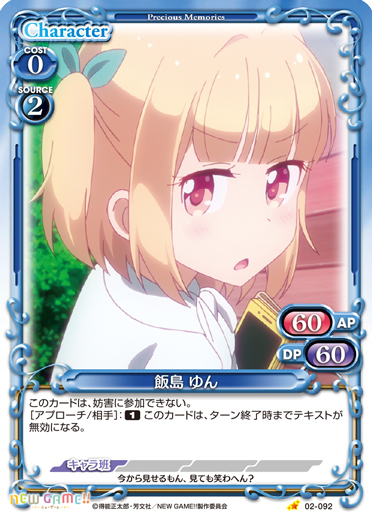 Precious Memories
Character
COST
0
SOURCE
2
60 AP
DP 60
飯島 ゆん
このカードは、妨害に参加できない。
[アプローチ/相手]:1 このカードは、ターン終了時までテキストが
無効になる。
キャラ班
今から見せるもん、見ても笑わへん?
NEW GAME!!
©得能正太郎・芳文社/NEW GAME!!製作委員会
02-092